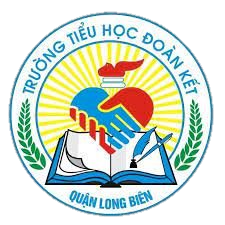 TRƯỜNG TIỂU HỌC ĐOÀN KẾT
QUẬN LONG BIÊN